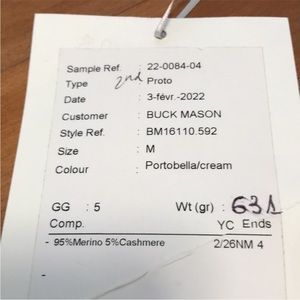 Sample Ref. : 22-0084-04
Type 2nd Proto
Date : 3-févr.-2022
Customer : BUCK MASON
Style Ref. : BM16110.592
Size : M
Colour : Portobella/cream
GG : 5 Wt (gr) : 631
Comp. YC Ends
- 95%Merino 5%Cashmere 2/26NM 4
-